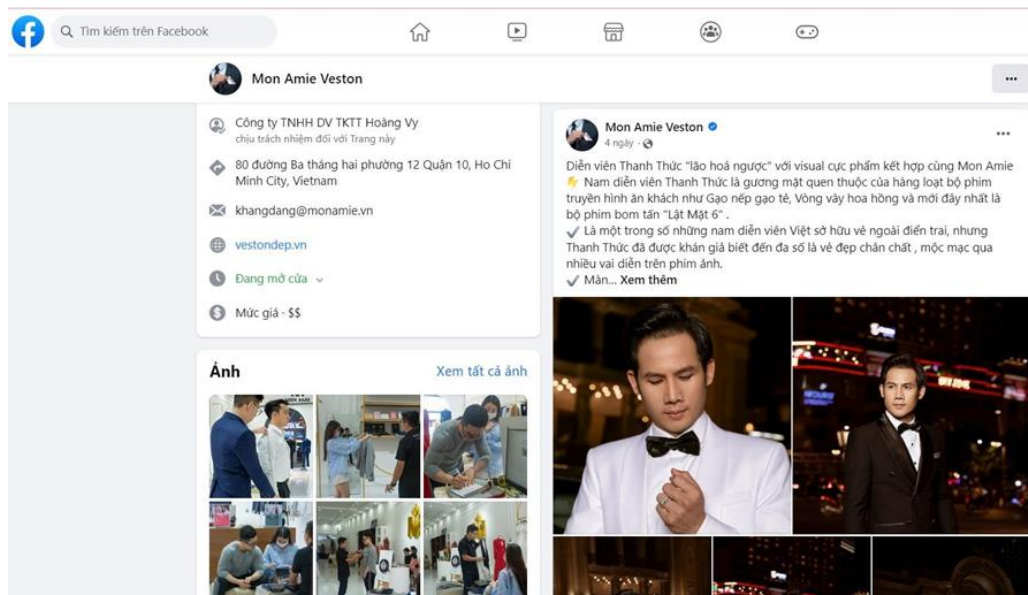 Tìm kiếm trên Facebook
Mon Amie Veston
Công ty TNHH DV TKTT Hoàng Vy
chịu trách nhiệm đối với Trang này
80 đường Ba tháng hai phường 12 Quận 10, Ho Chi
Minh City, Vietnam
khangdang@monamie.vn
vestondep.vn
Đang mở cửa
Mức giá · $$
Ảnh
Xem tất cả ảnh
Mon Amie Veston
4 ngày ·
Diễn viên Thanh Thức "lão hoá ngược" với visual cực phẩm kết hợp cùng Mon Amie
Nam diễn viên Thanh Thức là gương mặt quen thuộc của hàng loạt bộ phim
truyền hình ăn khách như Gạo nếp gạo tẻ, Vòng vây hoa hồng và mới đây nhất là
bộ phim bom tấn "Lật Mặt 6" .
Là một trong số những nam diễn viên Việt sở hữu vẻ ngoài điển trai, nhưng
Thanh Thức đã được khán giả biết đến đa số là vẻ đẹp chân chất , mộc mạc qua
nhiều vai diễn trên phim ảnh.
Màn... Xem thêm